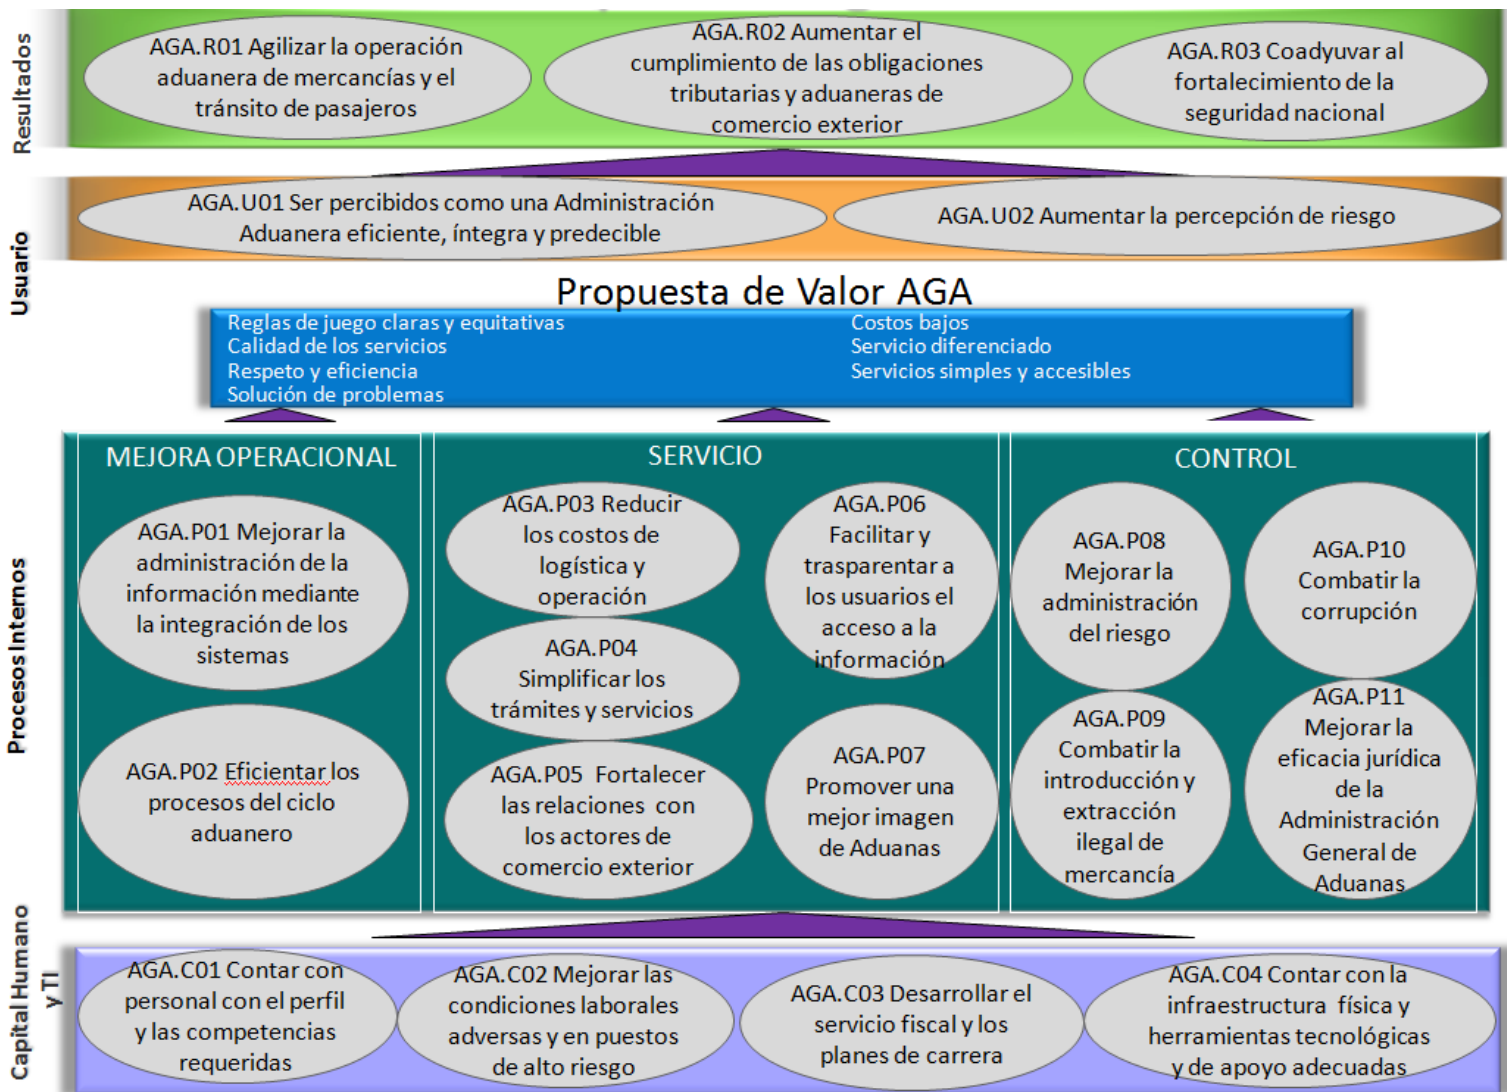 Resultados
AGA.R01 Agilizar la operación
aduanera de mercancías y el
tránsito de pasajeros
AGA.R02 Aumentar el
cumplimiento de las obligaciones
tributarias y aduaneras de
comercio exterior
AGA.R03 Coadyuvar al
fortalecimiento de la
seguridad nacional
Usuario
AGA.U01 Ser percibidos como una Administración
Aduanera eficiente, íntegra y predecible
AGA.U02 Aumentar la percepción de riesgo
Propuesta de Valor AGA
Reglas de juego claras y equitativas
Calidad de los servicios
Respeto y eficiencia
Solución de problemas
Costos bajos
Servicio diferenciado
Servicios simples y accesibles
Procesos Internos
MEJORA OPERACIONAL
AGA.P01 Mejorar la
administración de la
información mediante
la integración de los
sistemas
AGA.P02 Eficientar los
procesos del ciclo
aduanero
SERVICIO
AGA.P03 Reducir
los costos de
logística y
operación
AGA.P04
Simplificar los
trámites y servicios
AGA.P05 Fortalecer
las relaciones con
los actores de
comercio exterior
AGA.P06
Facilitar y
trasparentar a
los usuarios el
acceso a la
información
AGA.P07
Promover una
mejor imagen
de Aduanas
CONTROL
AGA.P08
Mejorar la
administración
del riesgo
AGA.P09
Combatir la
introducción y
extracción
ilegal de
mercancía
AGA.P10
Combatir la
corrupción
AGA.P11
Mejorar la
eficacia jurídica
de la
Administración
General de
Aduanas
Capital Humano
y TI
AGA.C01 Contar con
personal con el perfil
y las competencias
requeridas
AGA.C02 Mejorar las
condiciones laborales
adversas y en puestos
de alto riesgo
AGA.C03 Desarrollar el
servicio fiscal y los
planes de carrera
AGA.C04 Contar con la
infraestructura física y
herramientas tecnológicas
y de apoyo adecuadas